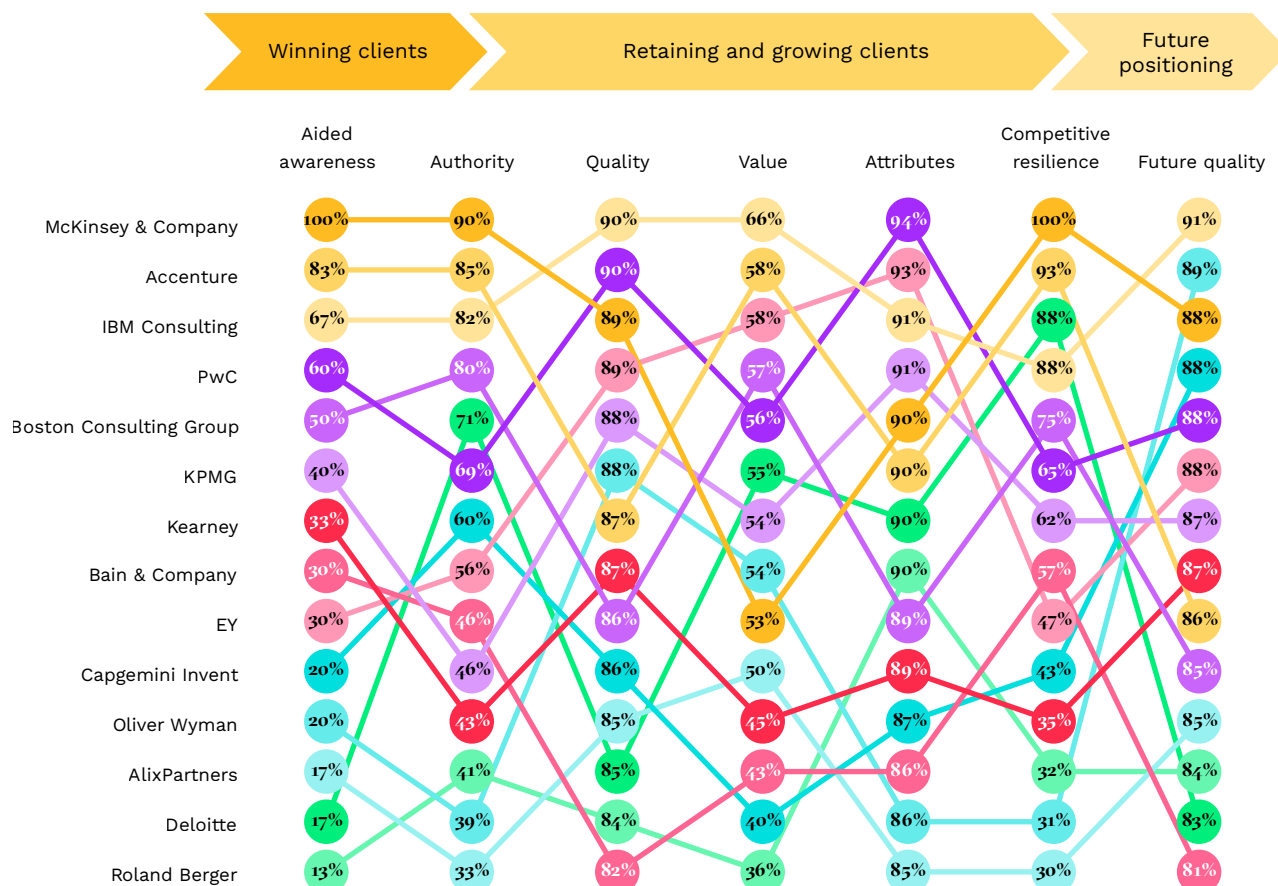 Winning clients
Retaining and growing clients
Future
positioning
Aided
awareness
Authority
Quality
Value
Attributes
Competitive
resilience
Future quality
McKinsey & Company 100% 90% 90% 66% 94% 100% 91%
Accenture 83% 85% 90% 58% 93% 93% 89%
IBM Consulting 67% 82% 89% 58% 91% 88% 88%
PwC 60% 80% 89% 57% 91% 88% 88%
Boston Consulting Group 50% 71% 88% 56% 90% 75% 88%
KPMG 40% 69% 88% 55% 90% 65% 88%
Kearney 33% 60% 87% 54% 90% 62% 87%
Bain & Company 30% 56% 87% 54% 90% 57% 87%
EY 30% 46% 86% 53% 89% 47% 86%
Capgemini Invent 20% 46% 86% 50% 89% 43% 85%
Oliver Wyman 20% 43% 85% 45% 87% 35% 85%
AlixPartners 17% 41% 85% 43% 86% 32% 84%
Deloitte 17% 39% 84% 40% 86% 31% 83%
Roland Berger 13% 33% 82% 36% 85% 30% 81%